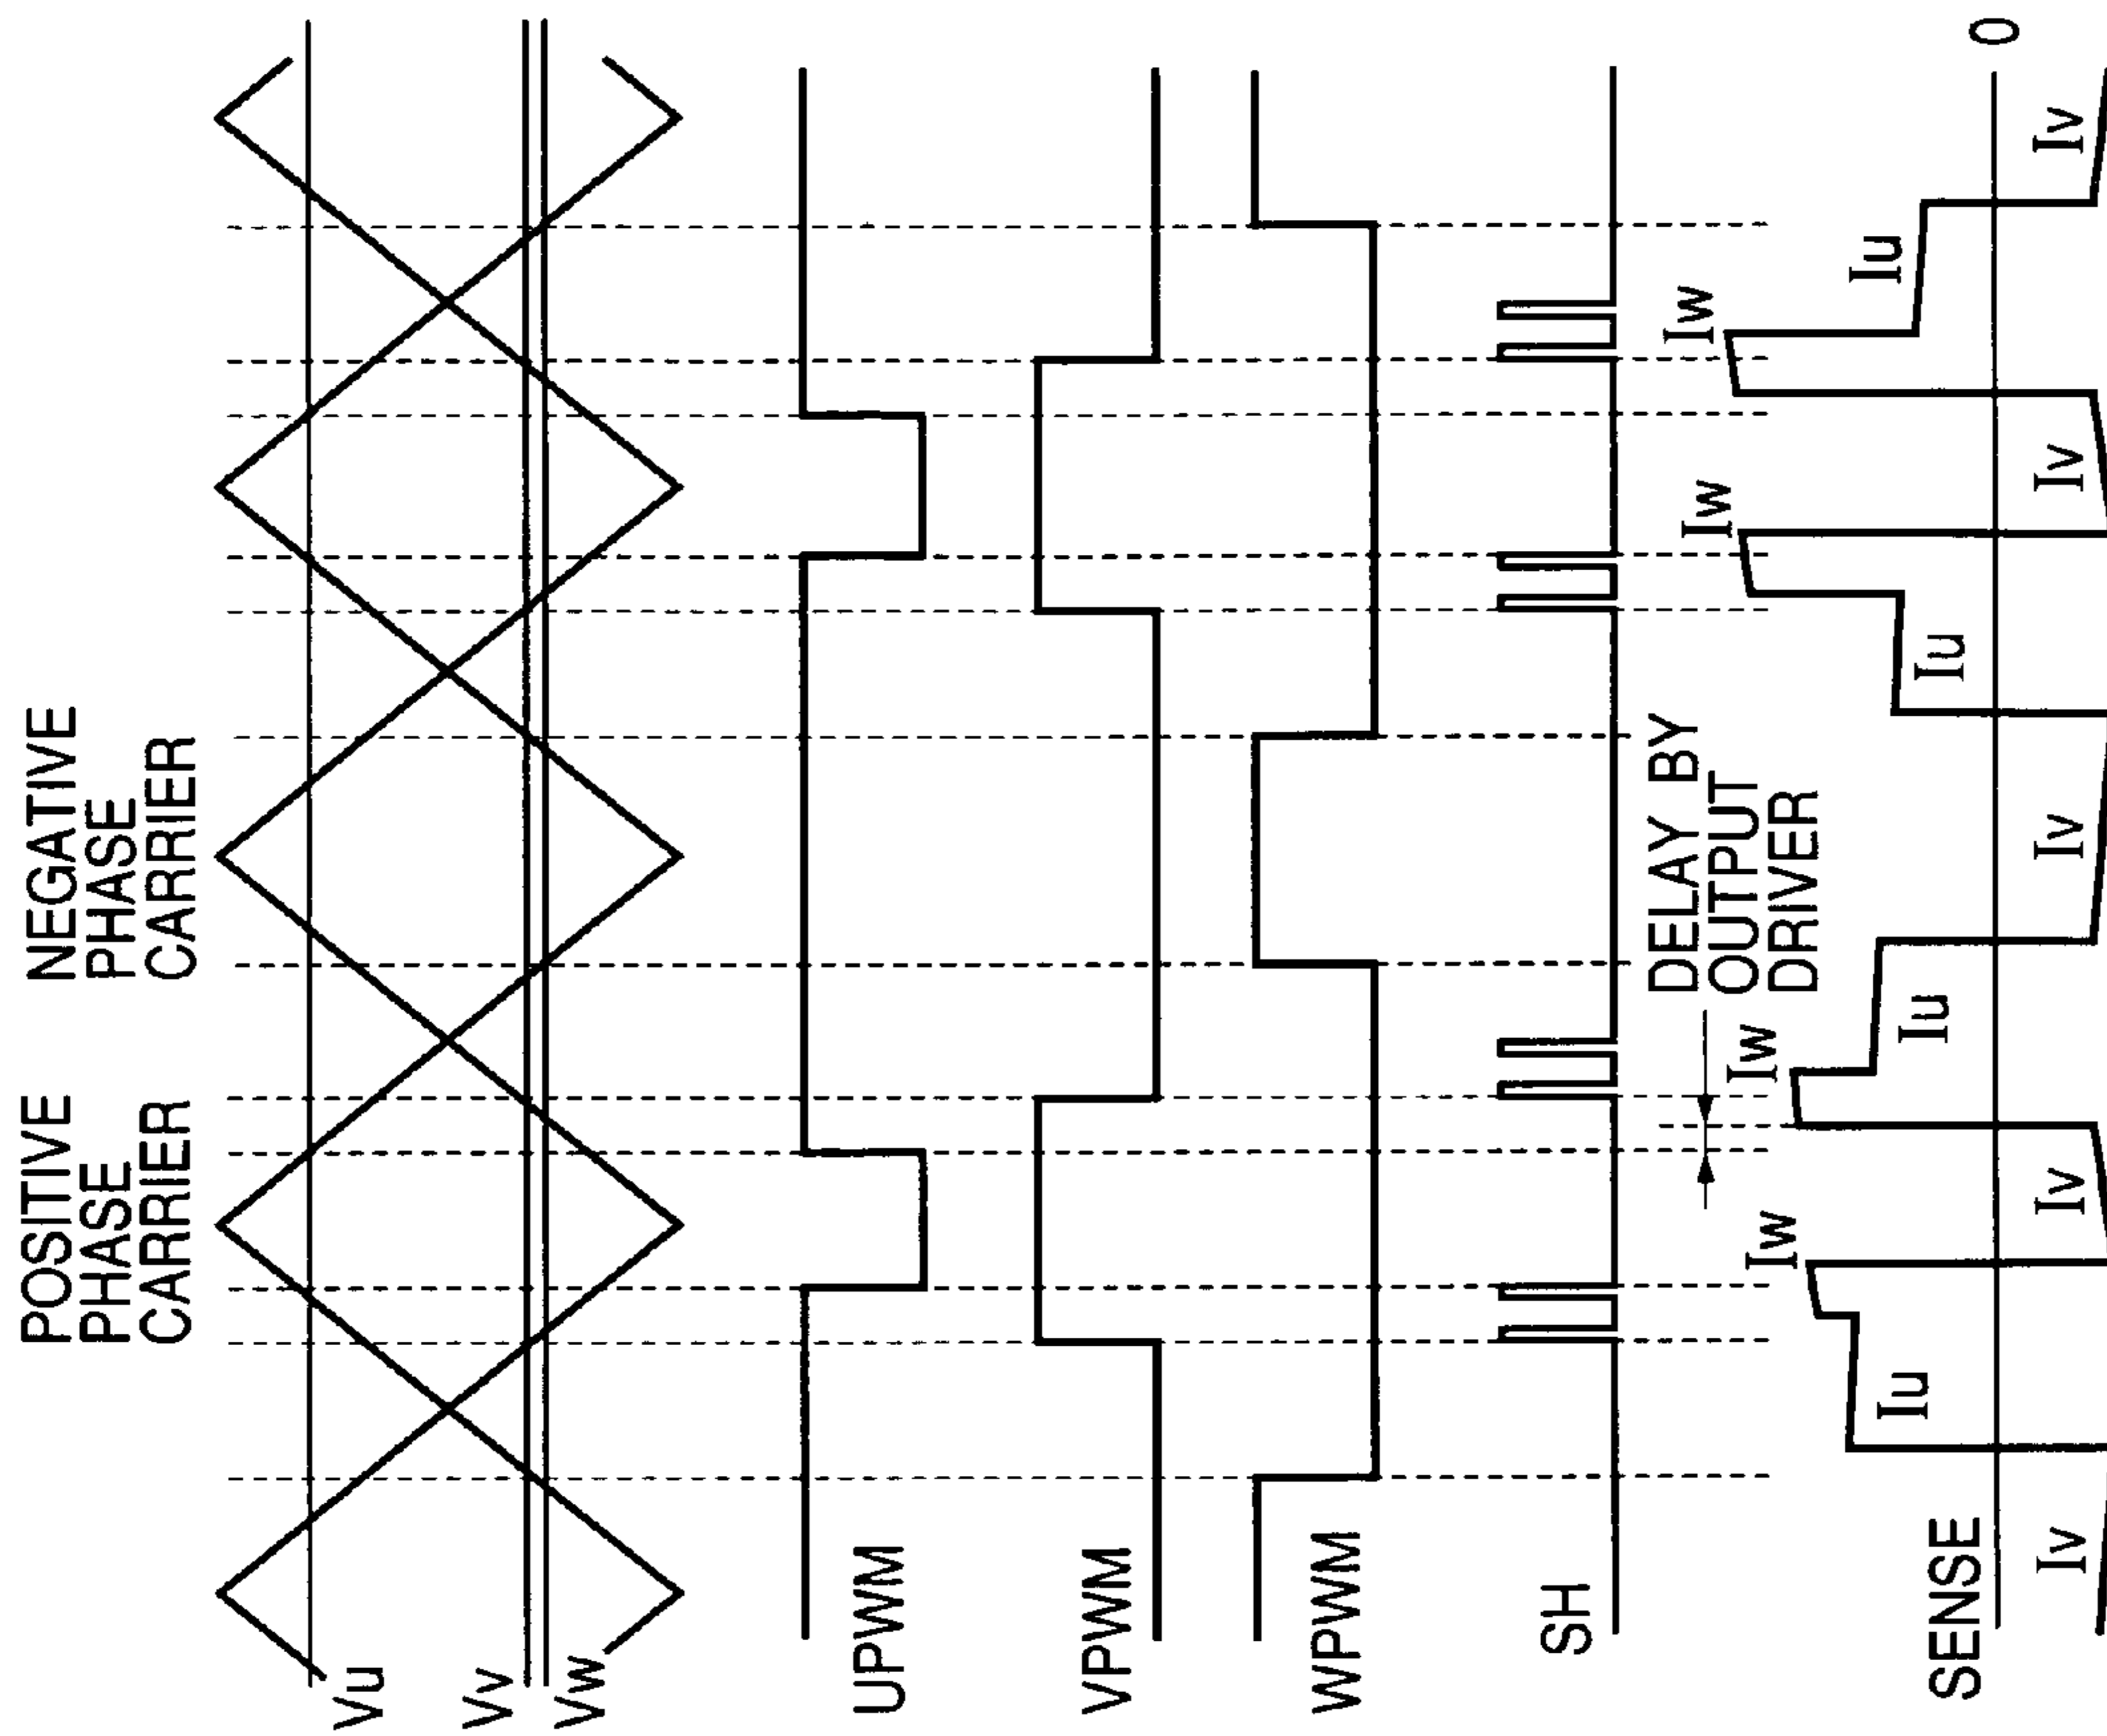 POSITIVE
PHASE
CARRIER
NEGATIVE
PHASE
CARRIER
Vu
Vv
Vw
UPWM
VPWM
WPWM
SH
DELAY BY
OUTPUT
DRIVER
SENSE
0
Iv
Iu
Iw
Iv
Iw
Iu
Iv
Iu
Iw
Iv
Iw
Iu
Iv